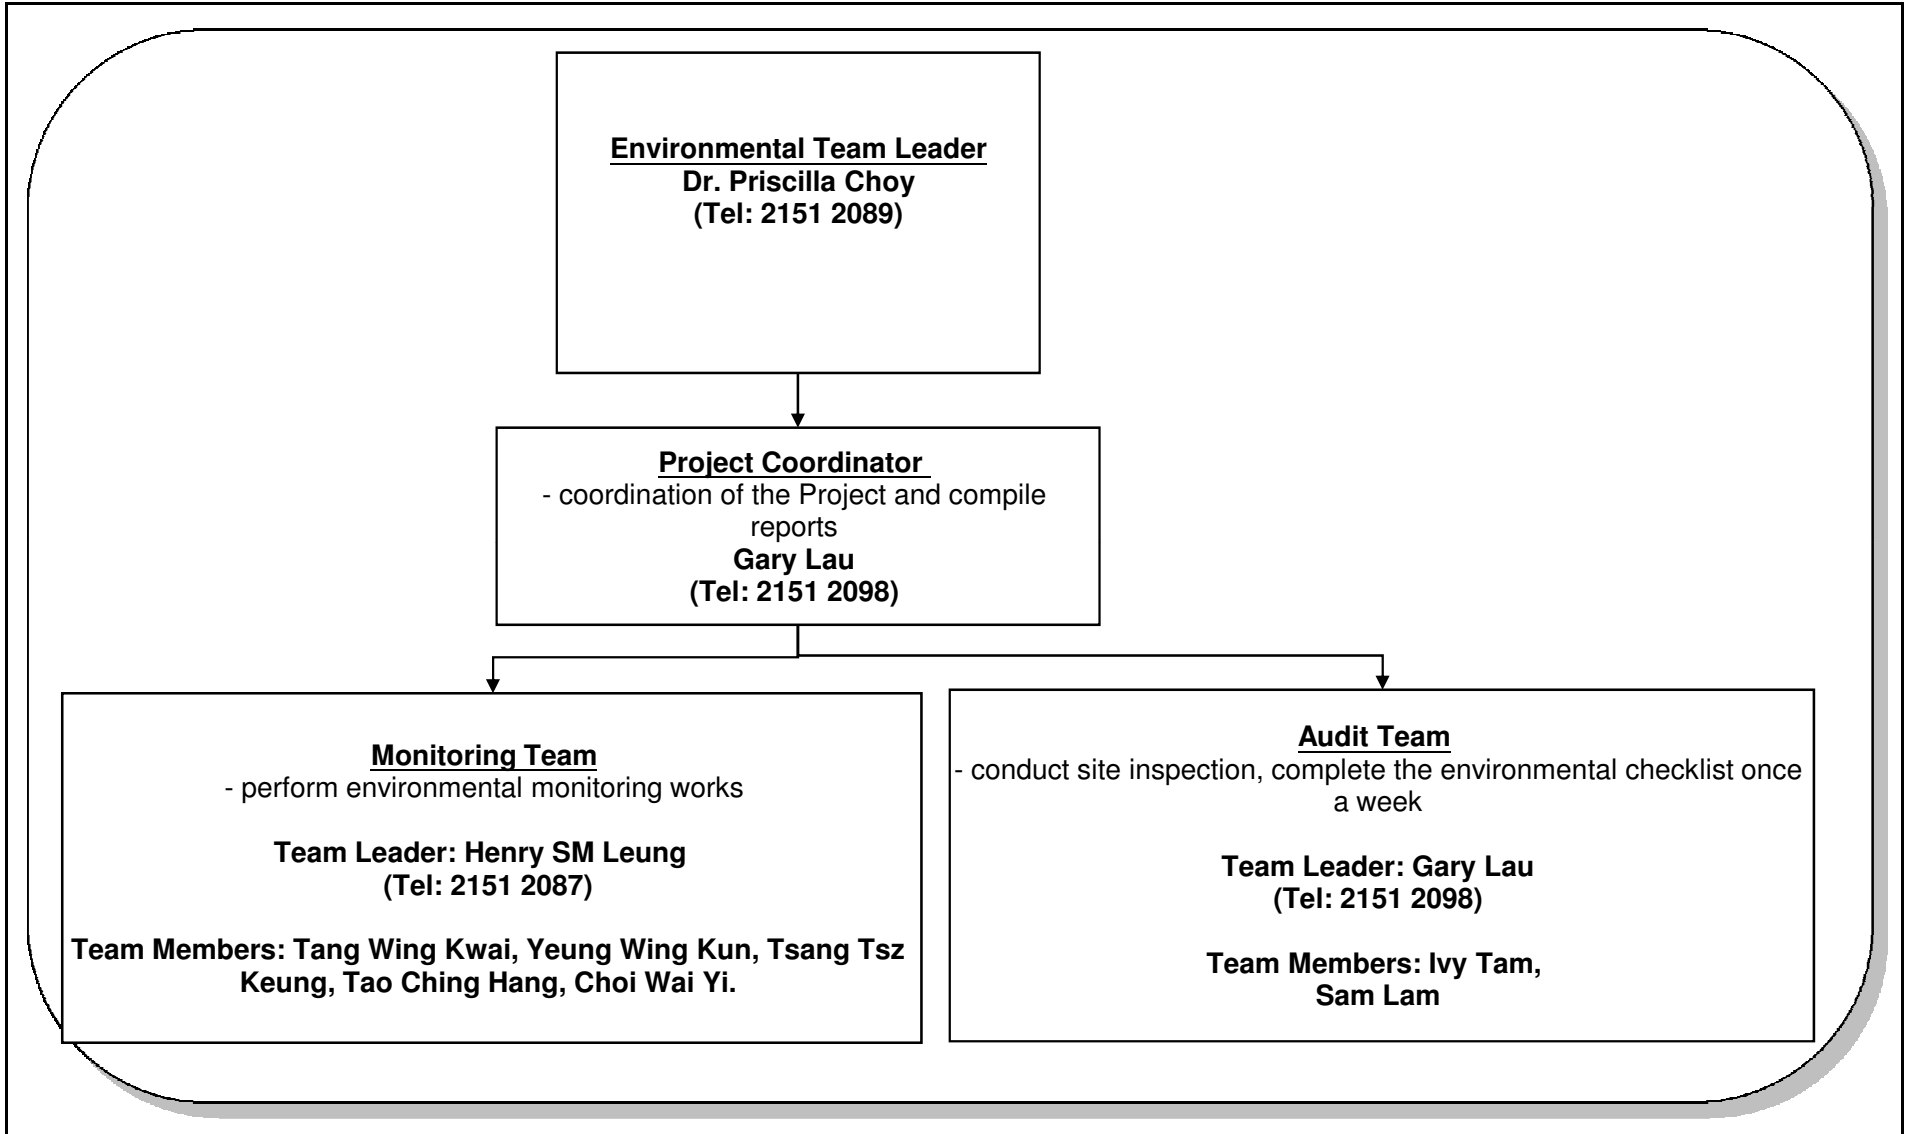 Environmental Team Leader
Dr. Priscilla Choy
(Tel: 2151 2089)
Project Coordinator
- coordination of the Project and compile
reports
Gary Lau
(Tel: 2151 2098)
Monitoring Team
- perform environmental monitoring works
Team Leader: Henry SM Leung
(Tel: 2151 2087)
Team Members: Tang Wing Kwai, Yeung Wing Kun, Tsang Tsz
Keung, Tao Ching Hang, Choi Wai Yi.
Audit Team
- conduct site inspection, complete the environmental checklist once
a week
Team Leader: Gary Lau
(Tel: 2151 2098)
Team Members: Ivy Tam,
Sam Lam